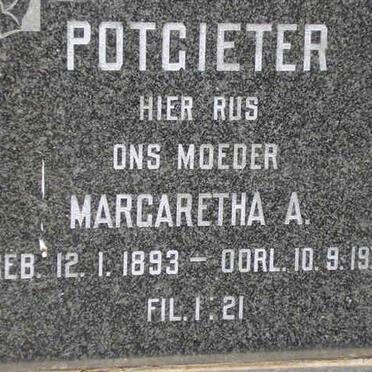 POTGIETER
HIER RUS
ONS MOEDER
MARGARETHA A.
EB. 12. 1. 1893 – OORL. 10. 9. 19
FIL. 1: 21